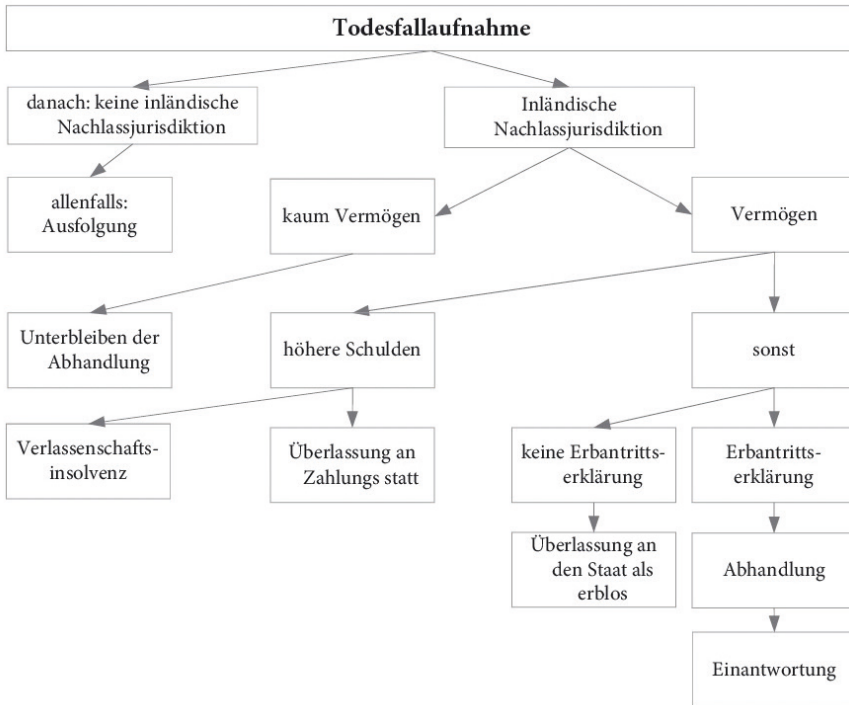 Todesfallaufnahme
danach: keine inländische
Nachlassjurisdiktion
Inländische
Nachlassjurisdiktion
allenfalls:
Ausfolgung
kaum Vermögen
Vermögen
Unterbleiben der
Abhandlung
höhere Schulden
sonst
Verlassenschafts-
insolvenz
Überlassung an
Zahlungs statt
keine Erbantritts-
erklärung
Erbantritts-
erklärung
Überlassung an
den Staat als
erblos
Abhandlung
Einantwortung